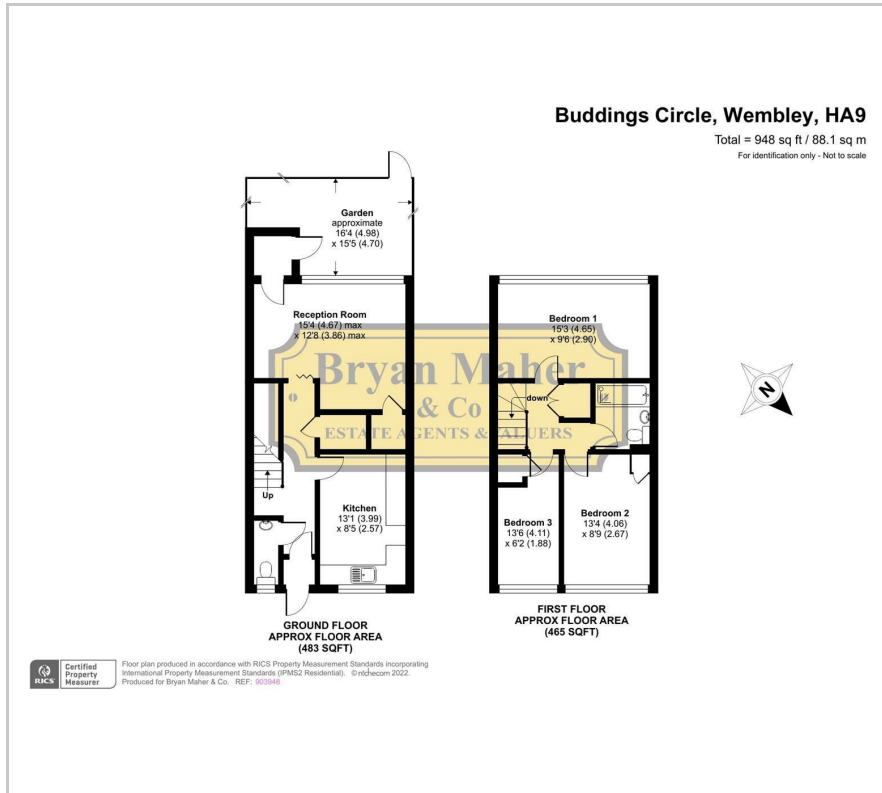 Buddings Circle, Wembley, HA9
Total = 948 sq ft / 88.1 sq m
For identification only - Not to scale
Garden
approximate
16'4 (4.98)
x 15'5 (4.70)
Reception Room
15'4 (4.67) max
x 12'8 (3.86) max
Bedroom 1
15'3 (4.65)
x 9'6 (2.90)
Bryan Maher
& Co
ESTATE AGENTS & VALUERS
down
N
Up
Kitchen
13'1 (3.99)
x 8'5 (2.57)
Bedroom 3
13'6 (4.11)
x 6'2 (1.88)
Bedroom 2
13'4 (4.06)
x 8'9 (2.67)
GROUND FLOOR
APPROX FLOOR AREA
(483 SQFT)
FIRST FLOOR
APPROX FLOOR AREA
(465 SQFT)
RICS
Certified
Property
Measurer
Floor plan produced in accordance with RICS Property Measurement Standards incorporating
International Property Measurement Standards (IPMS2 Residential). © nichecom 2022.
Produced for Bryan Maher & Co. REF: 903948